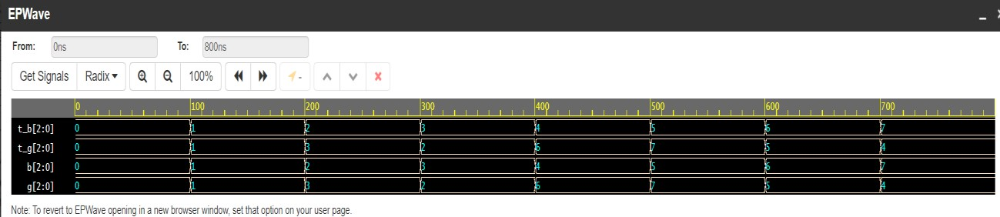 EPWave
From: 0ns To: 800ns
Get Signals Radix 100% -
0 100 200 300 400 500 600 700
t_b[2:0] 0 1 2 3 4 5 6 7
t_g[2:0] 0 1 3 2 6 7 5 4
b[2:0] 0 1 2 3 4 5 6 7
g[2:0] 0 1 3 2 6 7 5 4
Note: To revert to EPWave opening in a new browser window, set that option on your user page.